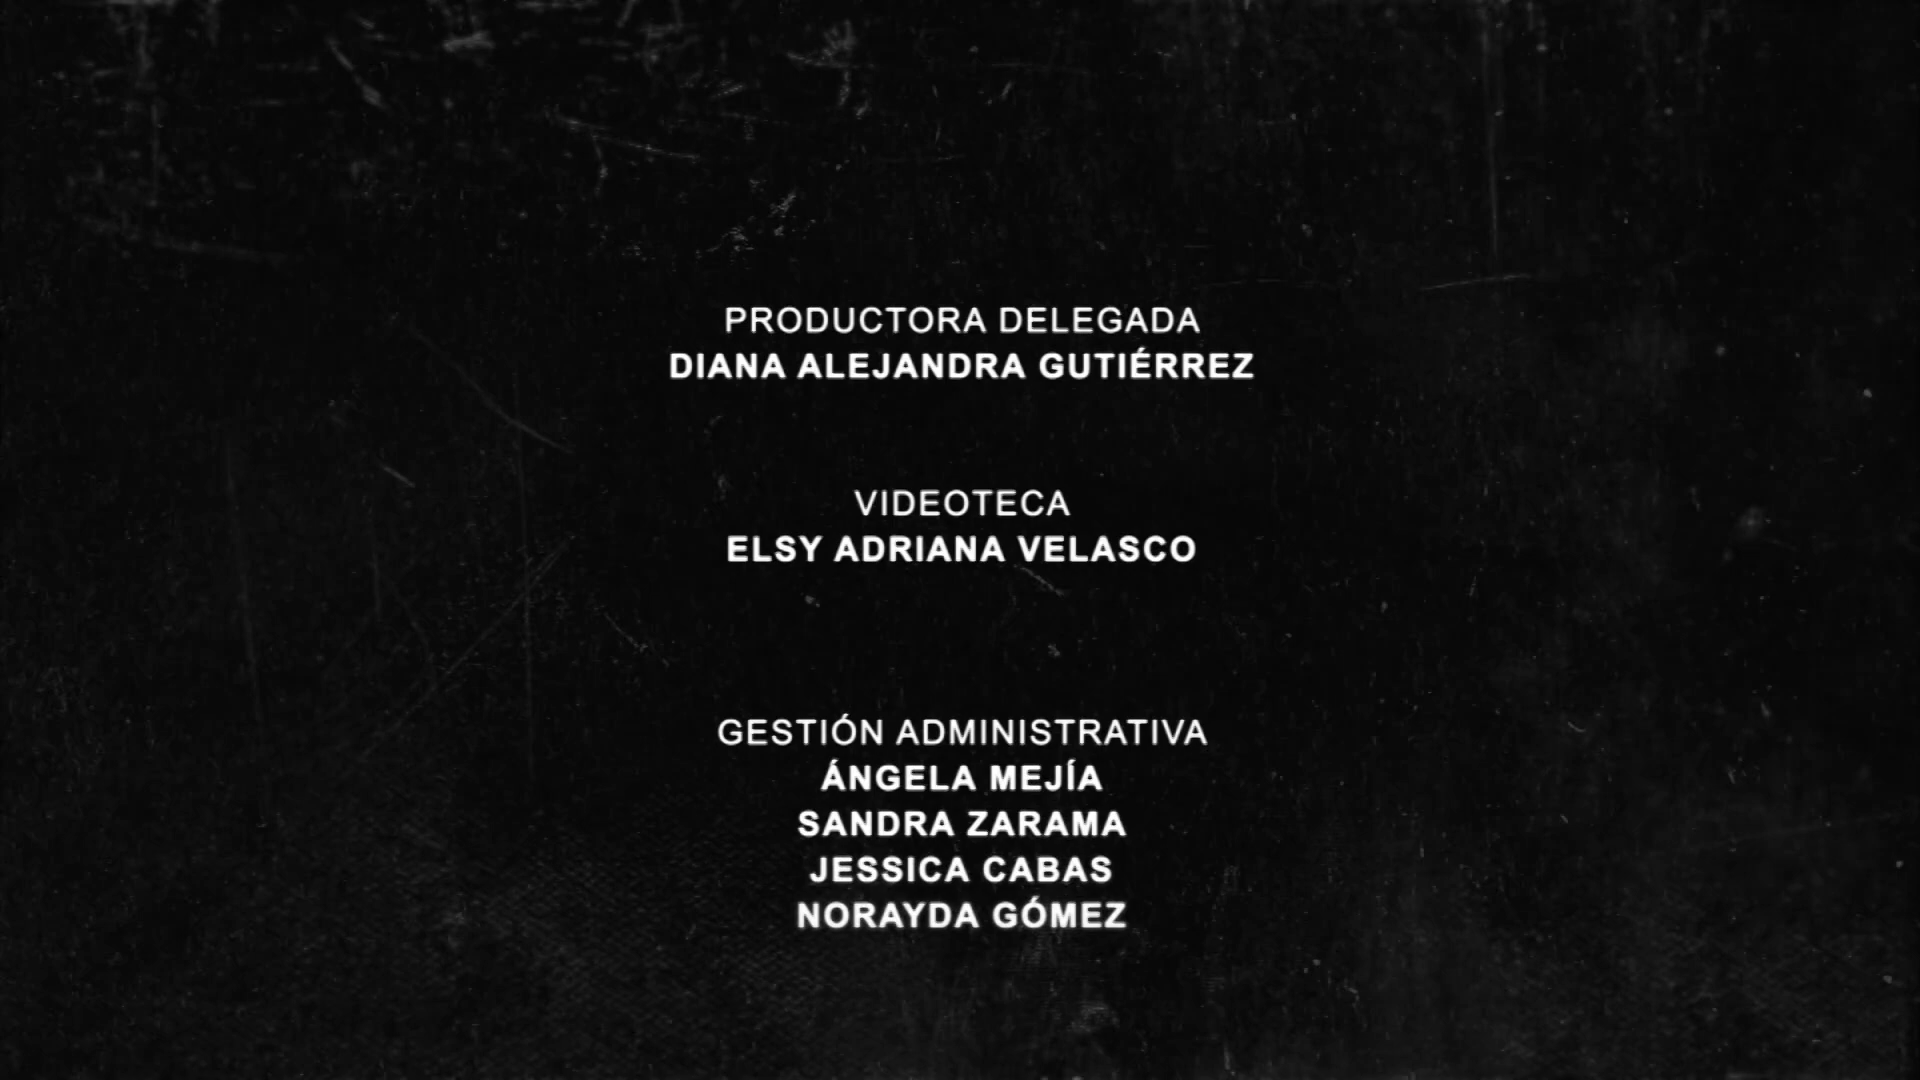 PRODUCTORA DELEGADA
DIANA ALEJANDRA GUTIÉRREZ
VIDEOTECA
ELSY ADRIANA VELASCO
GESTIÓN ADMINISTRATIVA
ÁNGELA MEJÍA
SANDRA ZARAMA
JESSICA CABAS
NORAYDA GÓMEZ